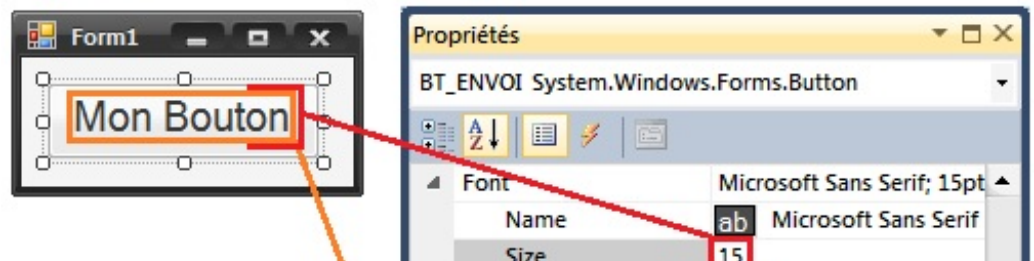 Form1
Mon Bouton
Propriétés
BT_ENVOI System.Windows.Forms.Button
A
Z
Font Microsoft Sans Serif; 15pt
Name ab Microsoft Sans Serif
Size 15